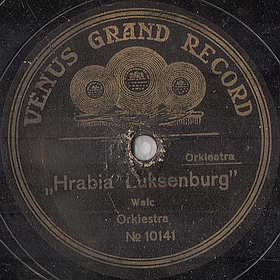 VENUS GRAND RECORD
Orkiestra
„Hrabia Luksenburg"
Walc
Orkiestra
№ 10141